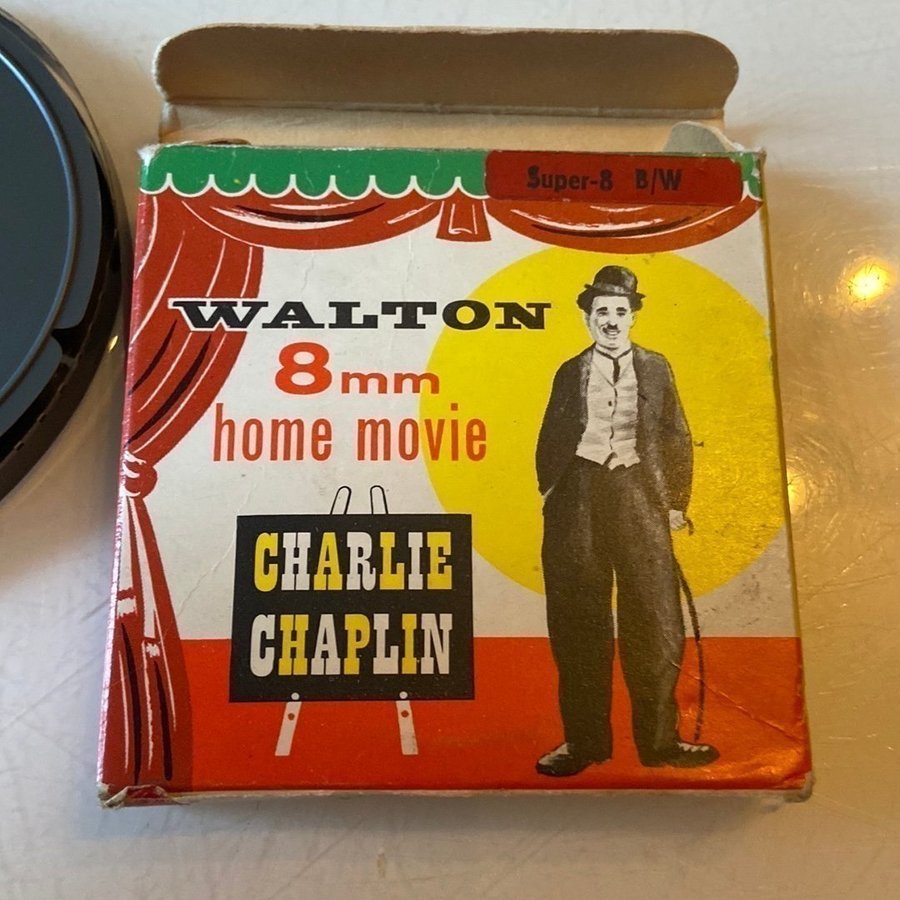 Super-8 B/W
WALTON
8mm
home movie
CHARLIE
CHAPLIN